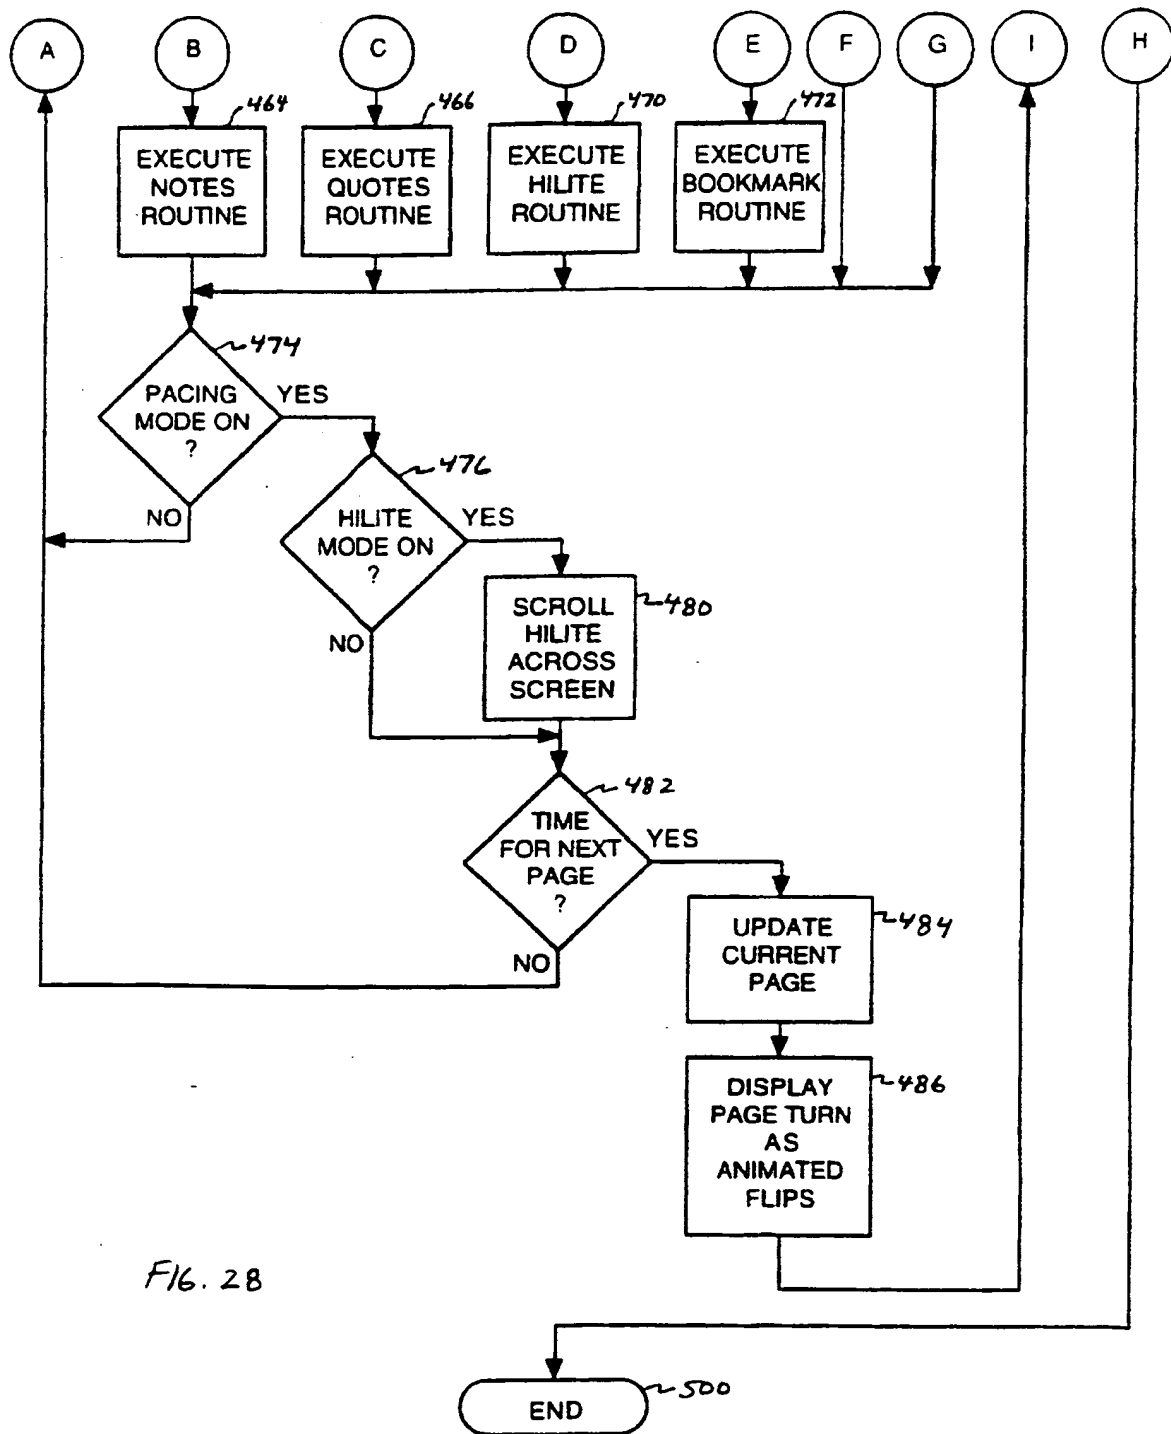 A B C D E F G I H
464 466 470 472
EXECUTE
NOTES
ROUTINE
EXECUTE
QUOTES
ROUTINE
EXECUTE
HILITE
ROUTINE
EXECUTE
BOOKMARK
ROUTINE
474
PACING
MODE ON
?
YES
NO
476
HILITE
MODE ON
?
YES
NO
480
SCROLL
HILITE
ACROSS
SCREEN
482
TIME
FOR NEXT
PAGE
?
YES
NO
484
UPDATE
CURRENT
PAGE
486
DISPLAY
PAGE TURN
AS
ANIMATED
FLIPS
FIG. 28
500
END